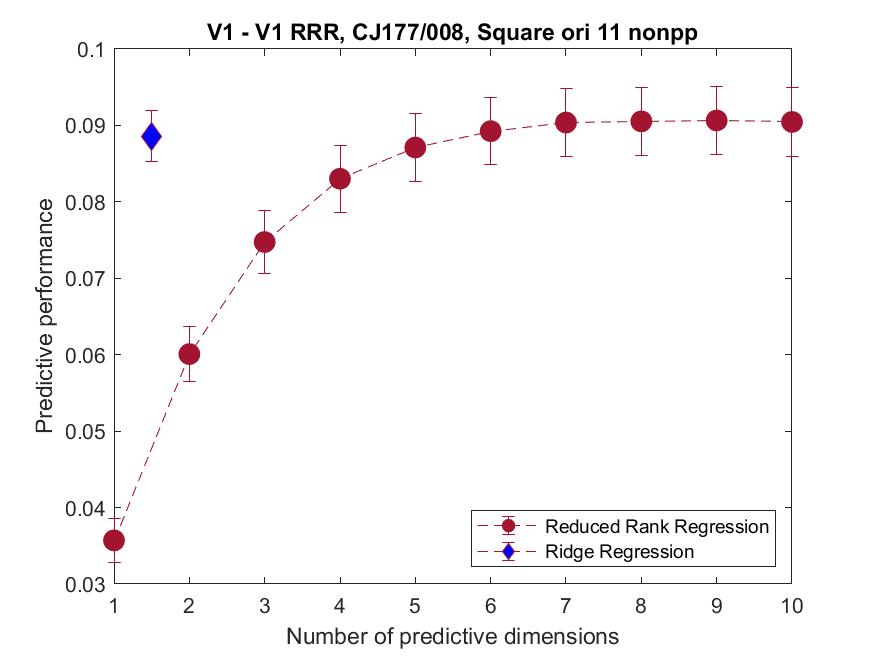 V1 - V1 RRR, CJ177/008, Square ori 11 nonpp
0.1
0.09
0.08
0.07
0.06
0.05
0.04
0.03
Predictive performance
1 2 3 4 5 6 7 8 9 10
Number of predictive dimensions
Reduced Rank Regression
Ridge Regression